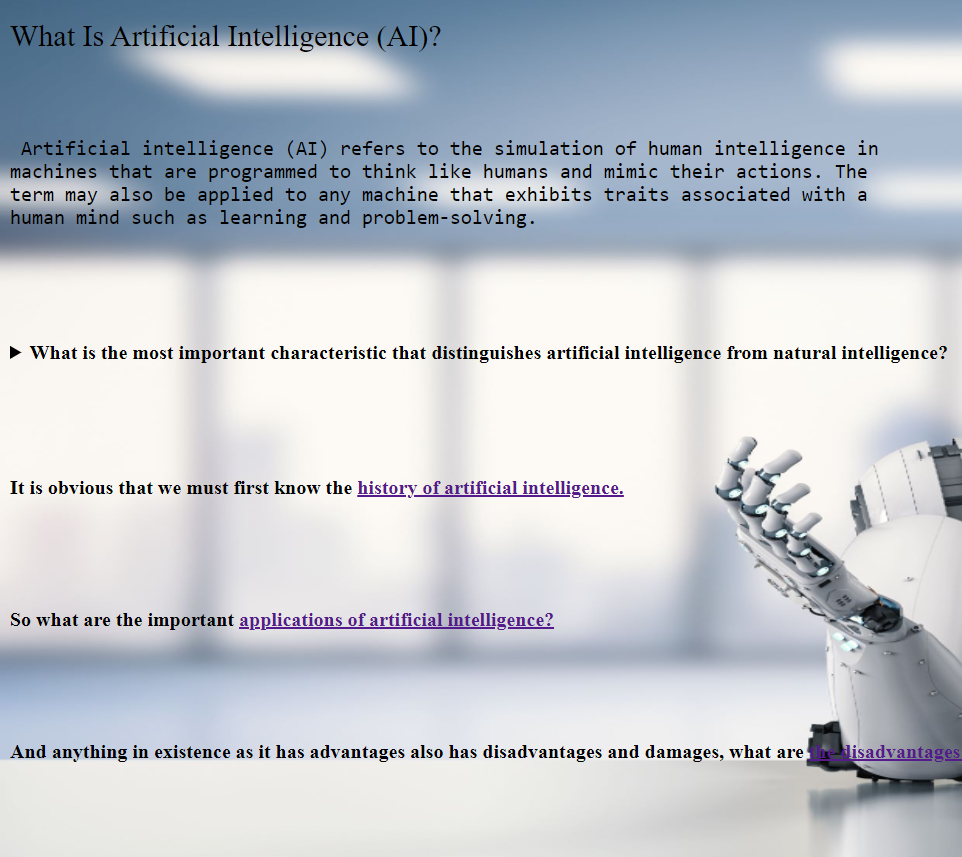 What Is Artificial Intelligence (AI)?
Artificial intelligence (AI) refers to the simulation of human intelligence in
machines that are programmed to think like humans and mimic their actions. The
term may also be applied to any machine that exhibits traits associated with a
human mind such as learning and problem-solving.
▶ What is the most important characteristic that distinguishes artificial intelligence from natural intelligence?
It is obvious that we must first know the history of artificial intelligence.
So what are the important applications of artificial intelligence?
And anything in existence as it has advantages also has disadvantages and damages, what are the disadvantages